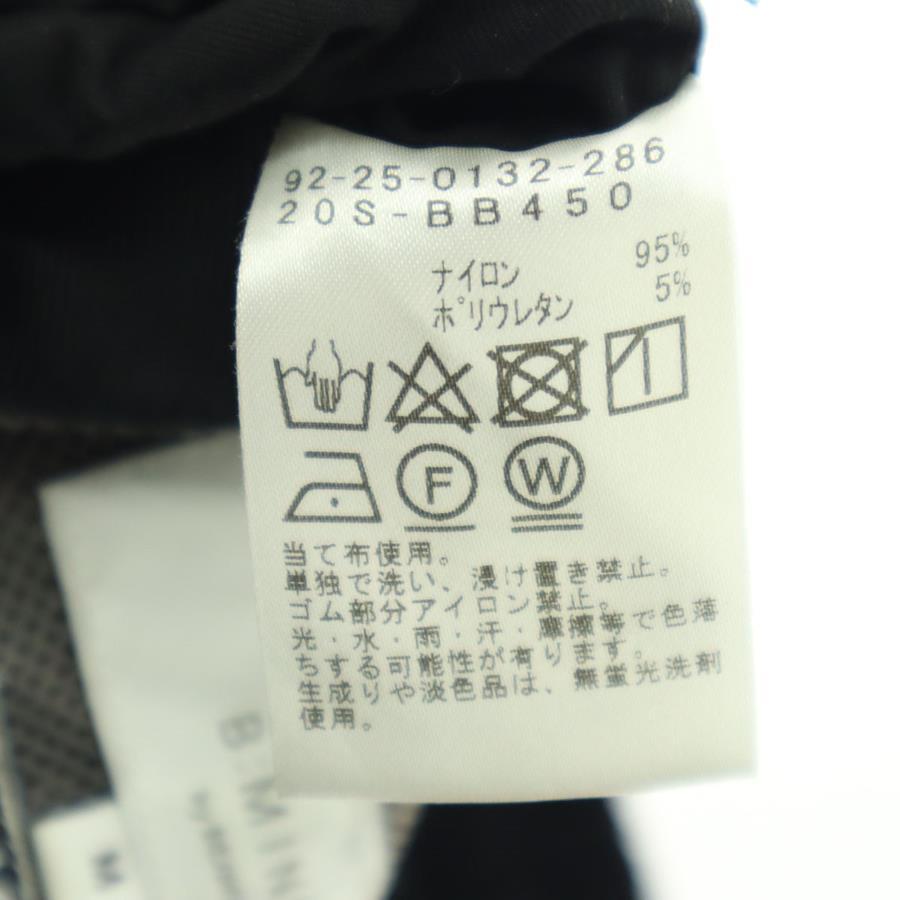 92-25-0132-286
20S-BB450
ナイロン 95%
ポリウレタン 5%
F W
当て布使用。
単独で洗い、浸け置き禁止。
ゴム部分アイロン禁止。
光・水・雨・汗・摩擦等で色落
ちする可能性が有ります。
生成りや淡色品は、無蛍光洗剤
使用。
B:MIN
M